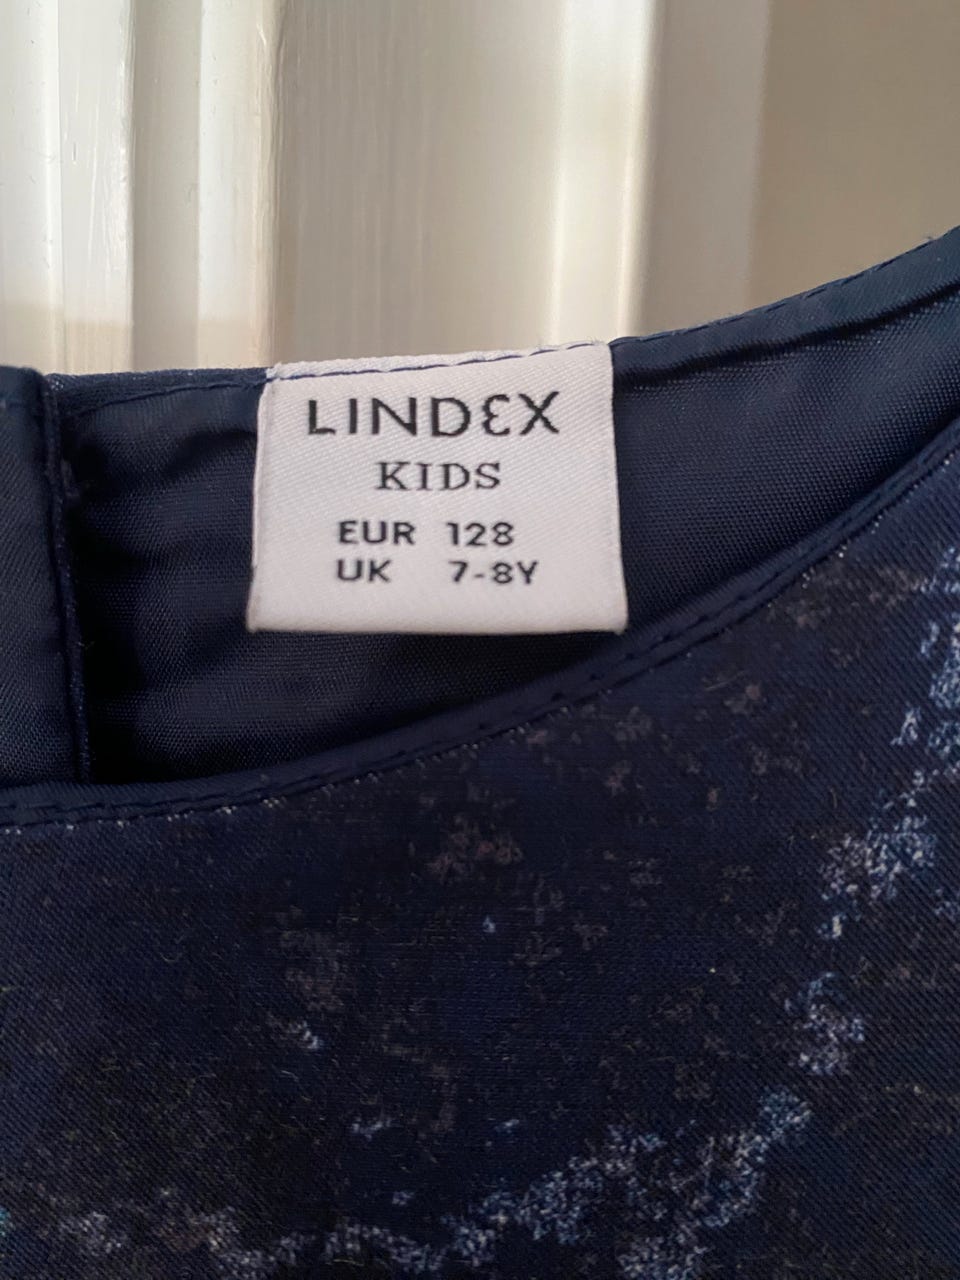 LINDEX
KIDS
EUR 128
UK 7-8Y